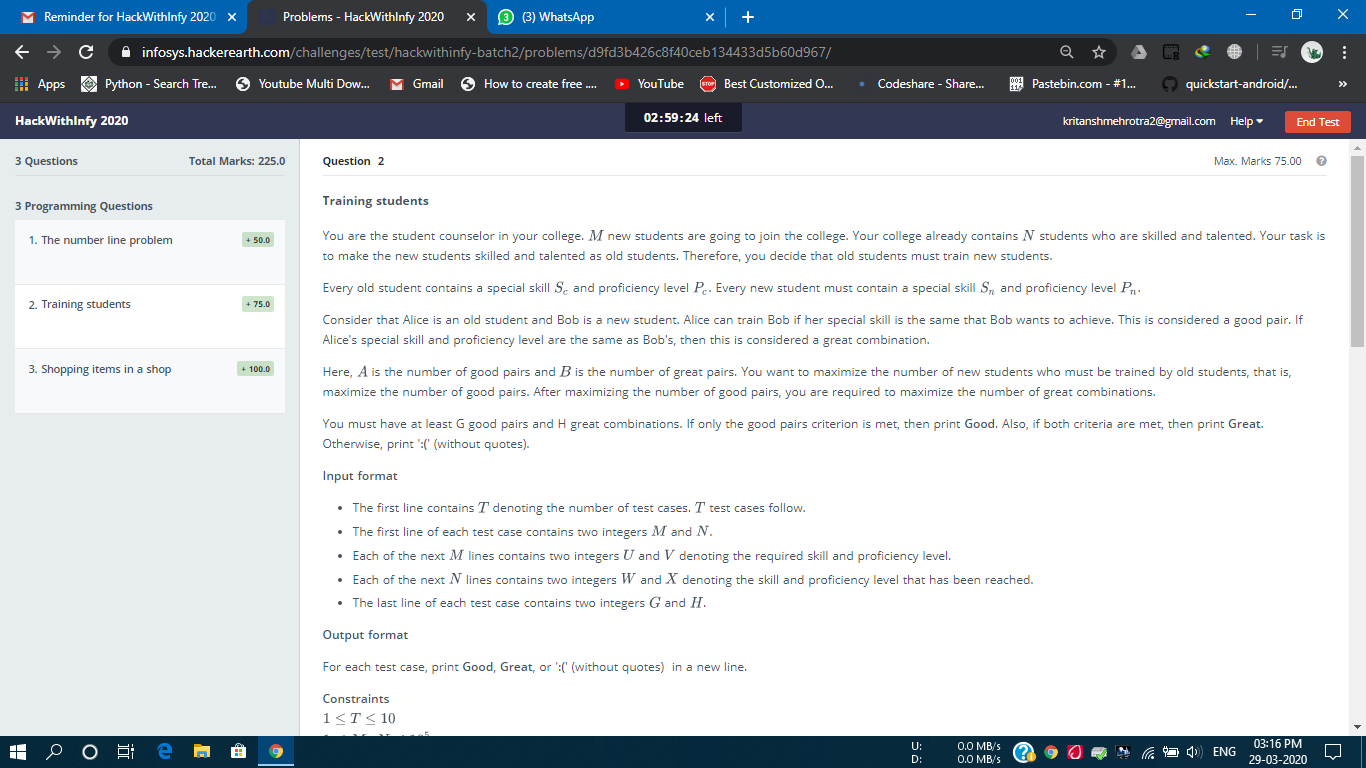 Reminder for HackWithInfy 2020
Problems - HackWithInfy 2020
3
(3) WhatsApp
infosys.hackerearth.com/challenges/test/hackwithinfy-batch2/problems/d9fd3b426c8f40ceb134433d5b60d967/
Apps
Python - Search Tre...
Youtube Multi Dow...
Gmail
How to create free ....
YouTube
STOP
Best Customized O...
Codeshare - Share...
Pastebin.com - #1...
quickstart-android/...
»
HackWithInfy 2020
02:59:24 left
kritanshmehrotra2@gmail.com
Help
End Test
3 Questions
Total Marks: 225.0
3 Programming Questions
1. The number line problem
+ 50.0
2. Training students
+ 75.0
3. Shopping items in a shop
+ 100.0
Question 2
Max. Marks 75.00
?
Training students
You are the student counselor in your college. M new students are going to join the college. Your college already contains N students who are skilled and talented. Your task is
to make the new students skilled and talented as old students. Therefore, you decide that old students must train new students.
Every old student contains a special skill S_c and proficiency level P_c. Every new student must contain a special skill S_n and proficiency level P_n.
Consider that Alice is an old student and Bob is a new student. Alice can train Bob if her special skill is the same that Bob wants to achieve. This is considered a good pair. If
Alice's special skill and proficiency level are the same as Bob's, then this is considered a great combination.
Here, A is the number of good pairs and B is the number of great pairs. You want to maximize the number of new students who must be trained by old students, that is,
maximize the number of good pairs. After maximizing the number of good pairs, you are required to maximize the number of great combinations.
You must have at least G good pairs and H great combinations. If only the good pairs criterion is met, then print Good. Also, if both criteria are met, then print Great.
Otherwise, print ':(' (without quotes).
Input format
• The first line contains T denoting the number of test cases. T test cases follow.
• The first line of each test case contains two integers M and N.
• Each of the next M lines contains two integers U and V denoting the required skill and proficiency level.
• Each of the next N lines contains two integers W and X denoting the skill and proficiency level that has been reached.
• The last line of each test case contains two integers G and H.
Output format
For each test case, print Good, Great, or ':(' (without quotes) in a new line.
Constraints
1 ≤ T ≤ 10
U:
D:
0.0 MB/s
0.0 MB/s
ENG
03:16 PM
29-03-2020